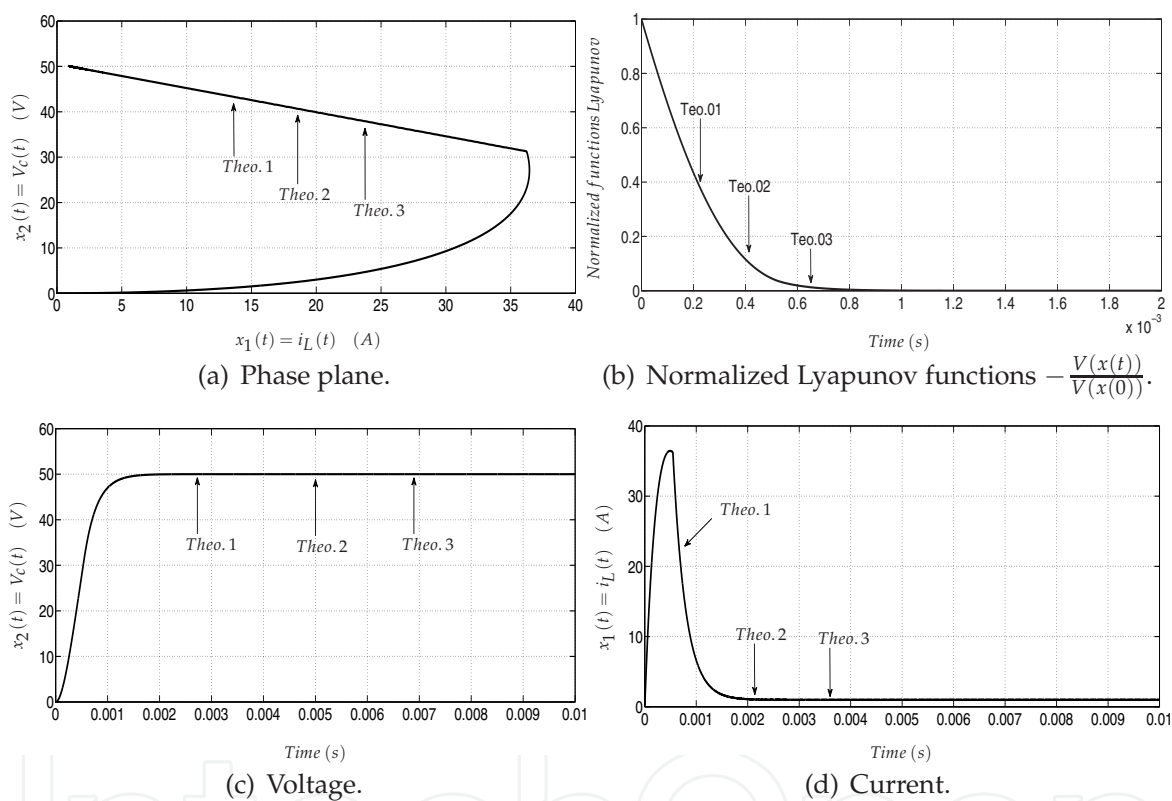 60
50
40
30
20
10
0
0 5 10 15 20 25 30 35 40
x2(t) = VC(t) (V)
x1(t) = iL(t) (A)
Theo. 1
Theo. 2
Theo. 3
(a) Phase plane.
1
0.8
0.6
0.4
0.2
0
0 0.2 0.4 0.6 0.8 1 1.2 1.4 1.6 1.8 2
x 10⁻³
Normalized functions Lyapunov
Time (s)
Teo.01
Teo.02
Teo.03
(b) Normalized Lyapunov functions − V(x(t))/V(x(0)).
60
50
40
30
20
10
0
0 0.001 0.002 0.003 0.004 0.005 0.006 0.007 0.008 0.009 0.01
x2(t) = VC(t) (V)
Time (s)
Theo. 1
Theo. 2
Theo. 3
(c) Voltage.
40
30
20
10
0
0 0.001 0.002 0.003 0.004 0.005 0.006 0.007 0.008 0.009 0.01
x1(t) = iL(t) (A)
Time (s)
Theo. 1
Theo. 2
Theo. 3
(d) Current.